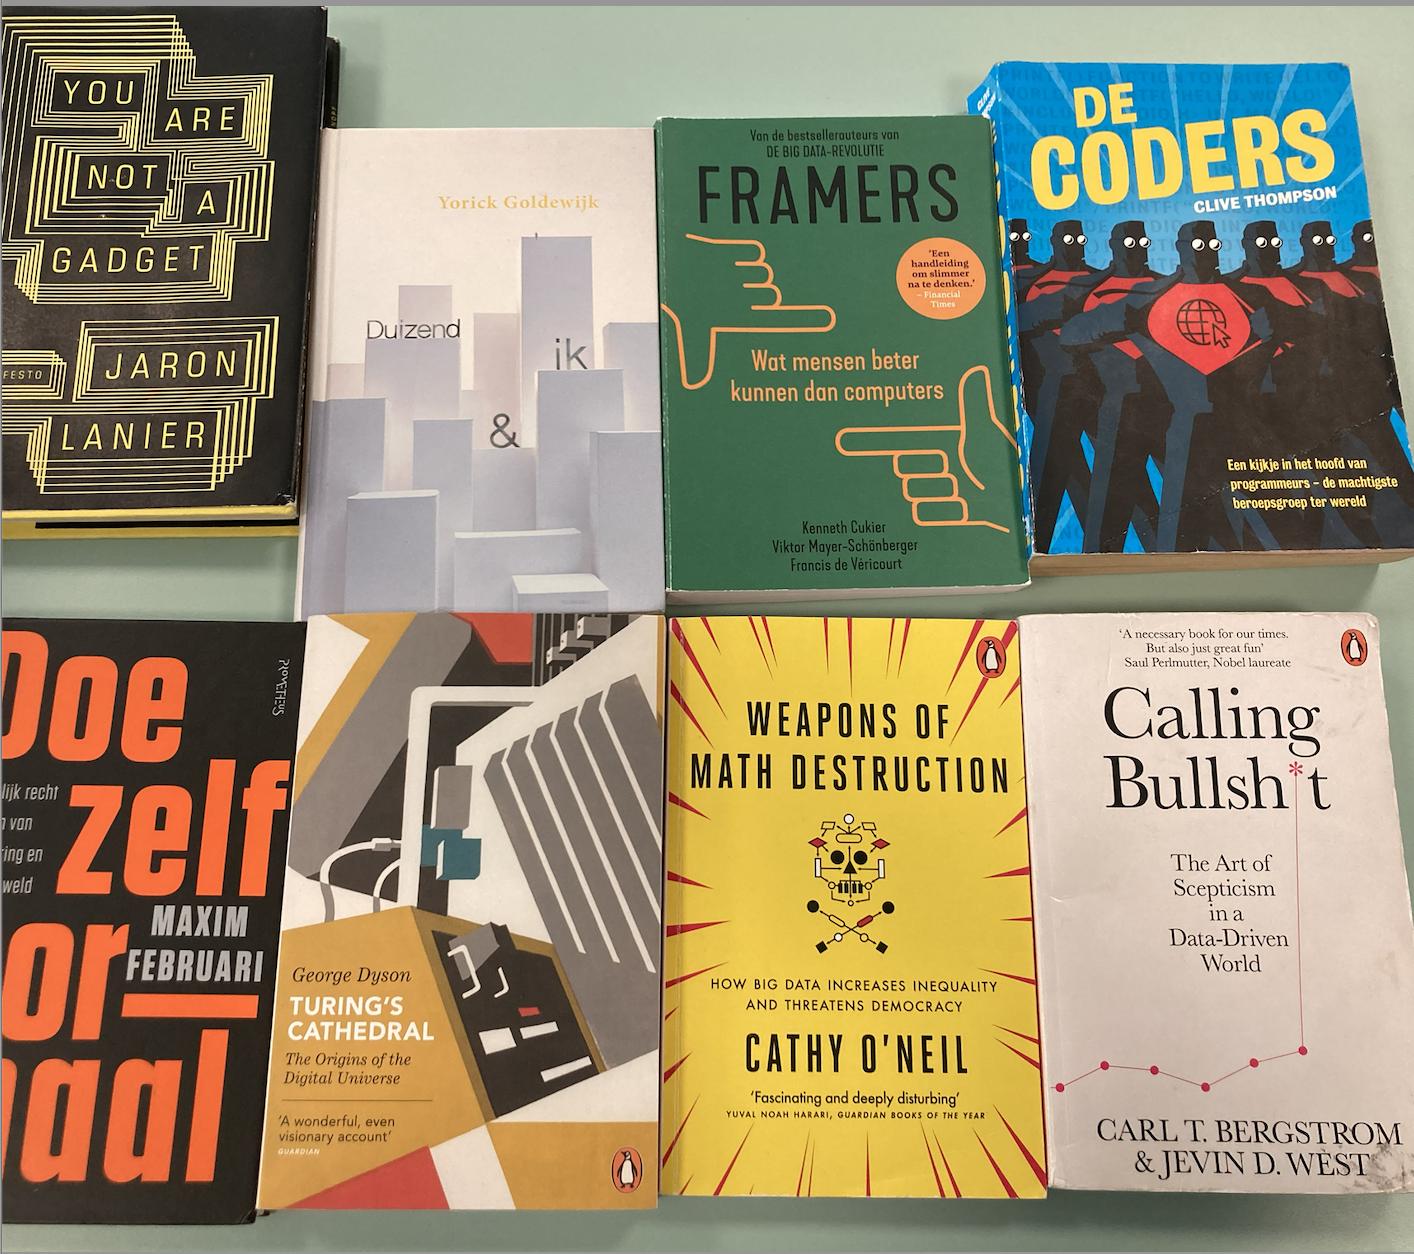 YOU
ARE
NOT
A
GADGET
FESTO
JARON
LANIER
Yorick Goldewijk
Duizend
ik
&
Van de bestsellerauteurs van
DE BIG DATA-REVOLUTIE
FRAMERS
'Een
handleiding
om slimmer
na te denken.'
– Financial
Times
Wat mensen beter
kunnen dan computers
Kenneth Cukier
Viktor Mayer-Schönberger
Francis de Véricourt
DE
CODERS
CLIVE THOMPSON
Een kijkje in het hoofd van
programmeurs – de machtigste
beroepsgroep ter wereld
Doe
zelf
lijk recht
van
ring en
weld
MAXIM
FEBRUARI
or
aal
PROMETHEUS
George Dyson
TURING'S
CATHEDRAL
The Origins of the
Digital Universe
'A wonderful, even
visionary account'
GUARDIAN
WEAPONS OF
MATH DESTRUCTION
HOW BIG DATA INCREASES INEQUALITY
AND THREATENS DEMOCRACY
CATHY O'NEIL
'Fascinating and deeply disturbing'
YUVAL NOAH HARARI, GUARDIAN BOOKS OF THE YEAR
'A necessary book for our times.
But also just great fun'
Saul Perlmutter, Nobel laureate
Calling
Bullsh*t
The Art of
Scepticism
in a
Data-Driven
World
CARL T. BERGSTROM
& JEVIN D. WEST